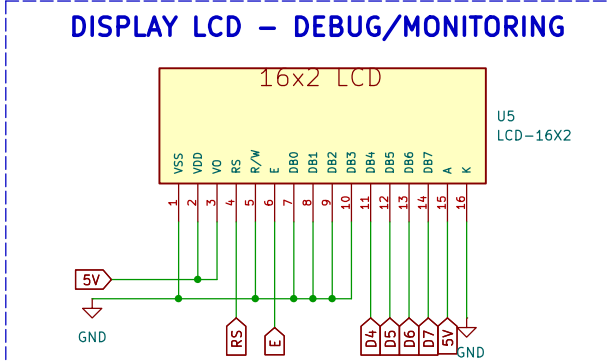 DISPLAY LCD - DEBUG/MONITORING
16x2 LCD
U5
LCD-16X2
VSS VDD VO RS R/W E DB0 DB1 DB2 DB3 DB4 DB5 DB6 DB7 A K
1 2 3 4 5 6 7 8 9 10 11 12 13 14 15 16
5V
GND
RS E D4 D5 D6 D7 5V
GND